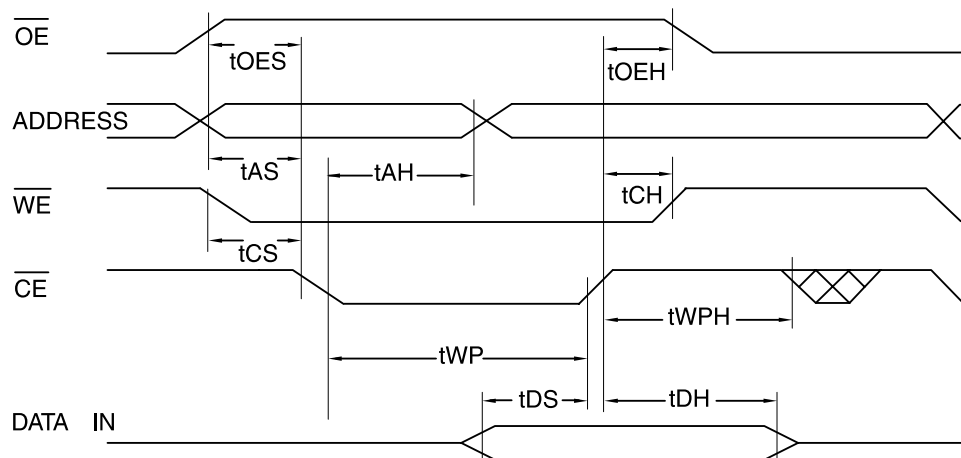 OE
tOES
tOEH
ADDRESS
tAS
tAH
tCH
WE
tCS
CE
tWPH
tWP
tDS
tDH
DATA IN